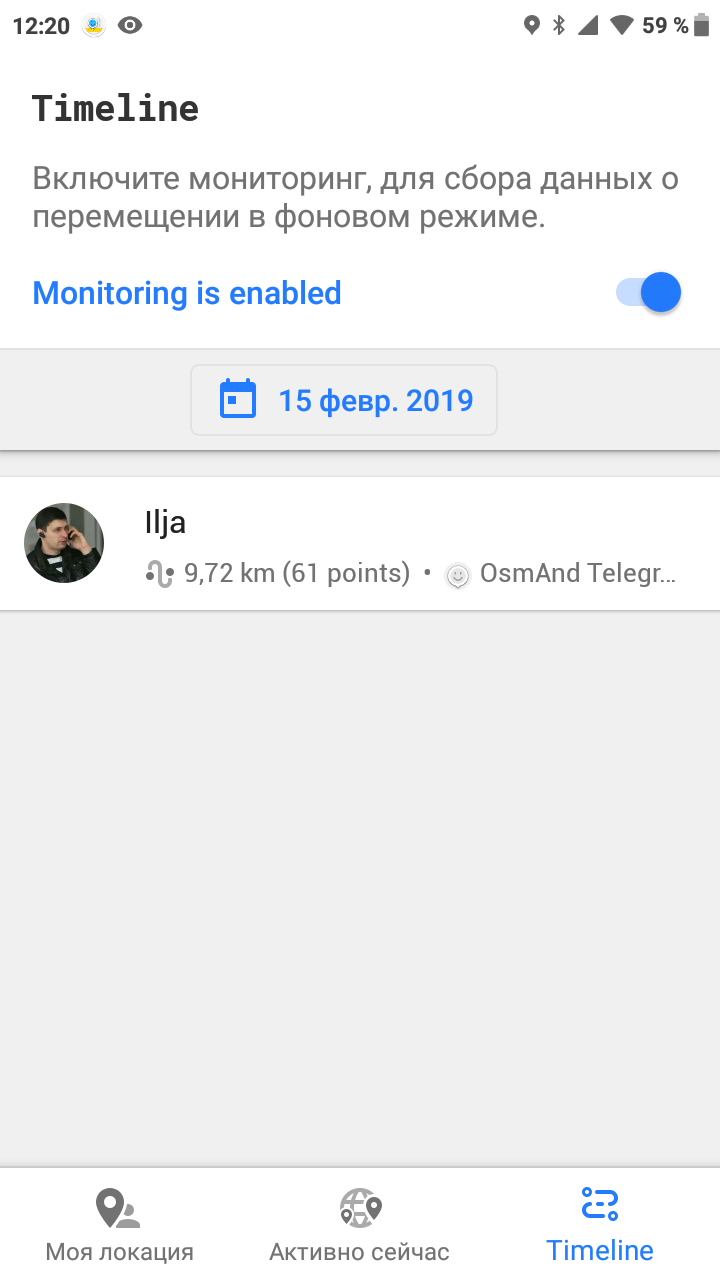 12:20
59 %
Timeline
Включите мониторинг, для сбора данных о
перемещении в фоновом режиме.
Monitoring is enabled
15 февр. 2019
Ilja
9,72 km (61 points) • OsmAnd Telegr...
Моя локация
Активно сейчас
Timeline